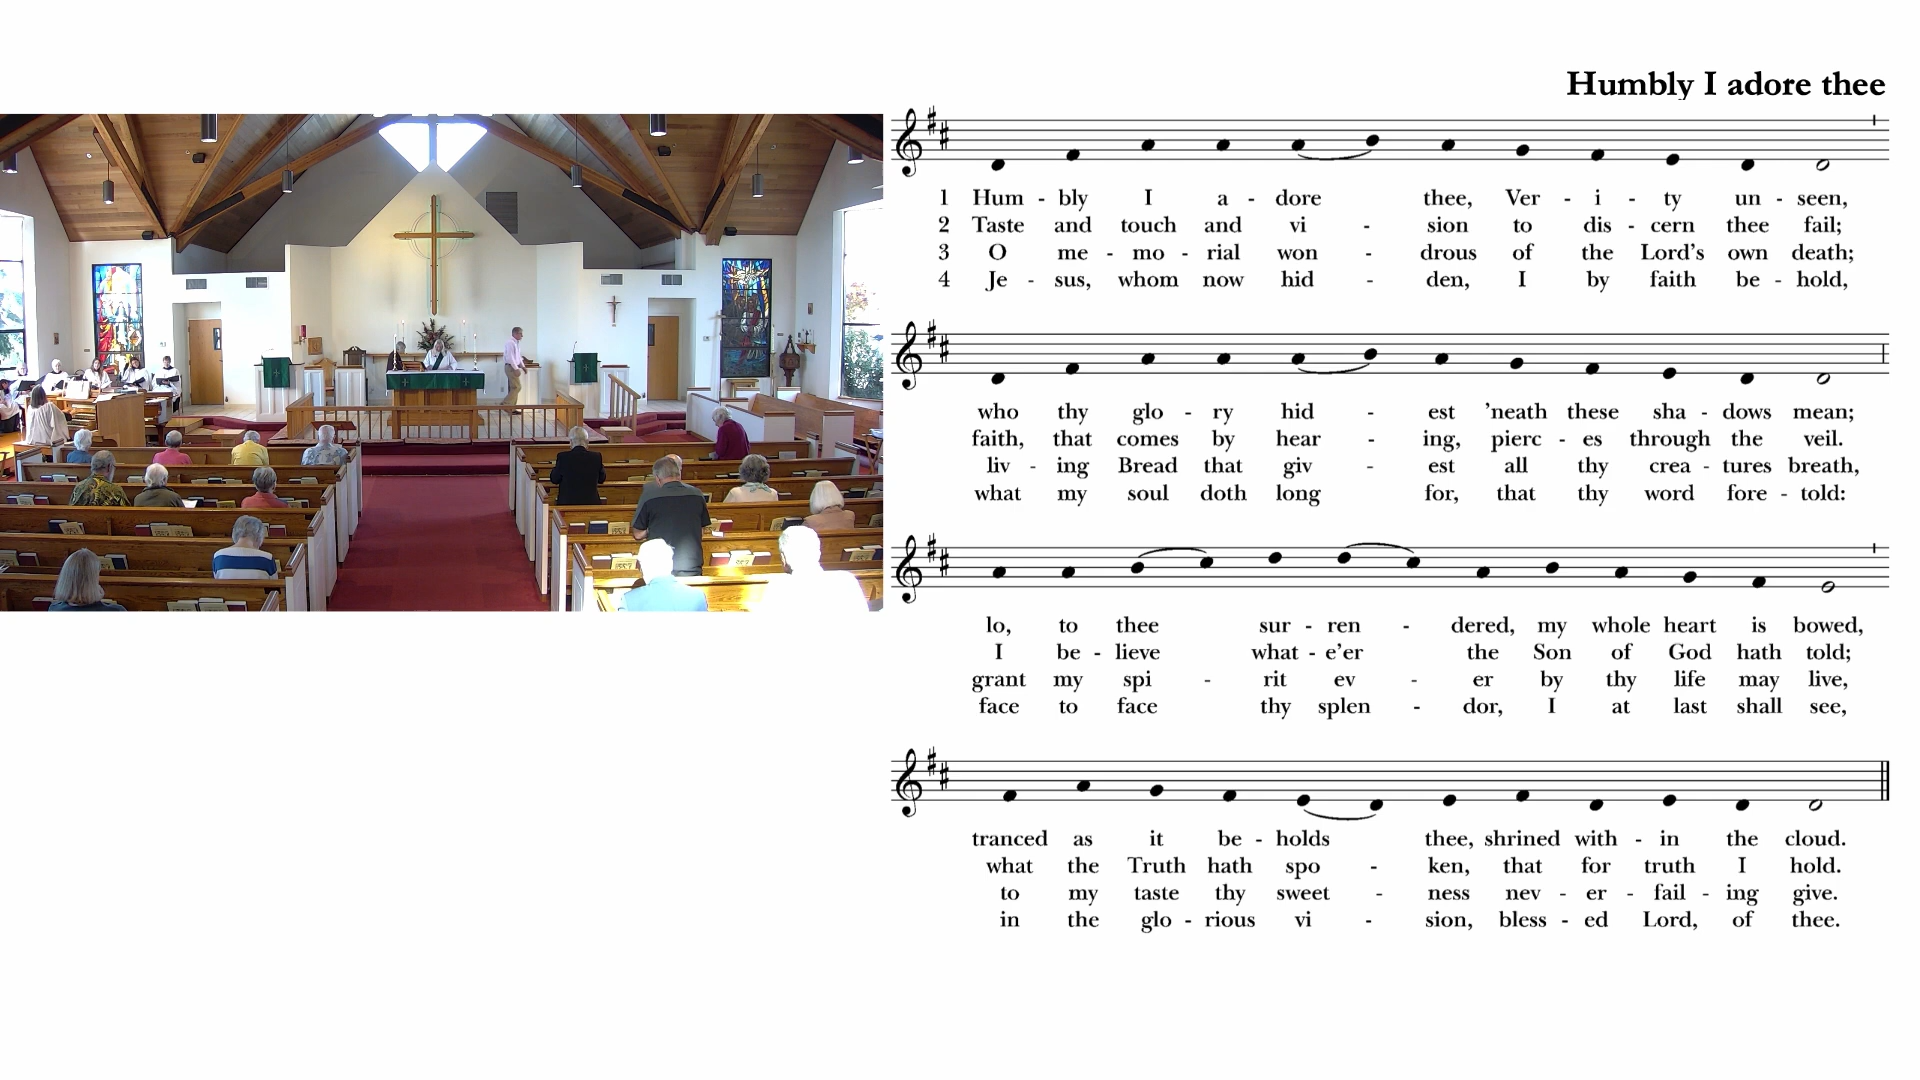 Humbly I adore thee
1 Hum - bly I a - dore thee, Ver - i - ty un - seen,
2 Taste and touch and vi - sion to dis - cern thee fail;
3 O me - mo - rial won - drous of the Lord's own death;
4 Je - sus, whom now hid - den, I by faith be - hold,
who thy glo - ry hid - est 'neath these sha - dows mean;
faith, that comes by hear - ing, pierc - es through the veil.
liv - ing Bread that giv - est all thy crea - tures breath,
what my soul doth long for, that thy word fore - told:
lo, to thee sur - ren - dered, my whole heart is bowed,
I be - lieve what - e'er the Son of God hath told;
grant my spi - rit ev - er by thy life may live,
face to face thy splen - dor, I at last shall see,
tranced as it be - holds thee, shrined with - in the cloud.
what the Truth hath spo - ken, that for truth I hold.
to my taste thy sweet - ness nev - er - fail - ing give.
in the glo - rious vi - sion, bless - ed Lord, of thee.